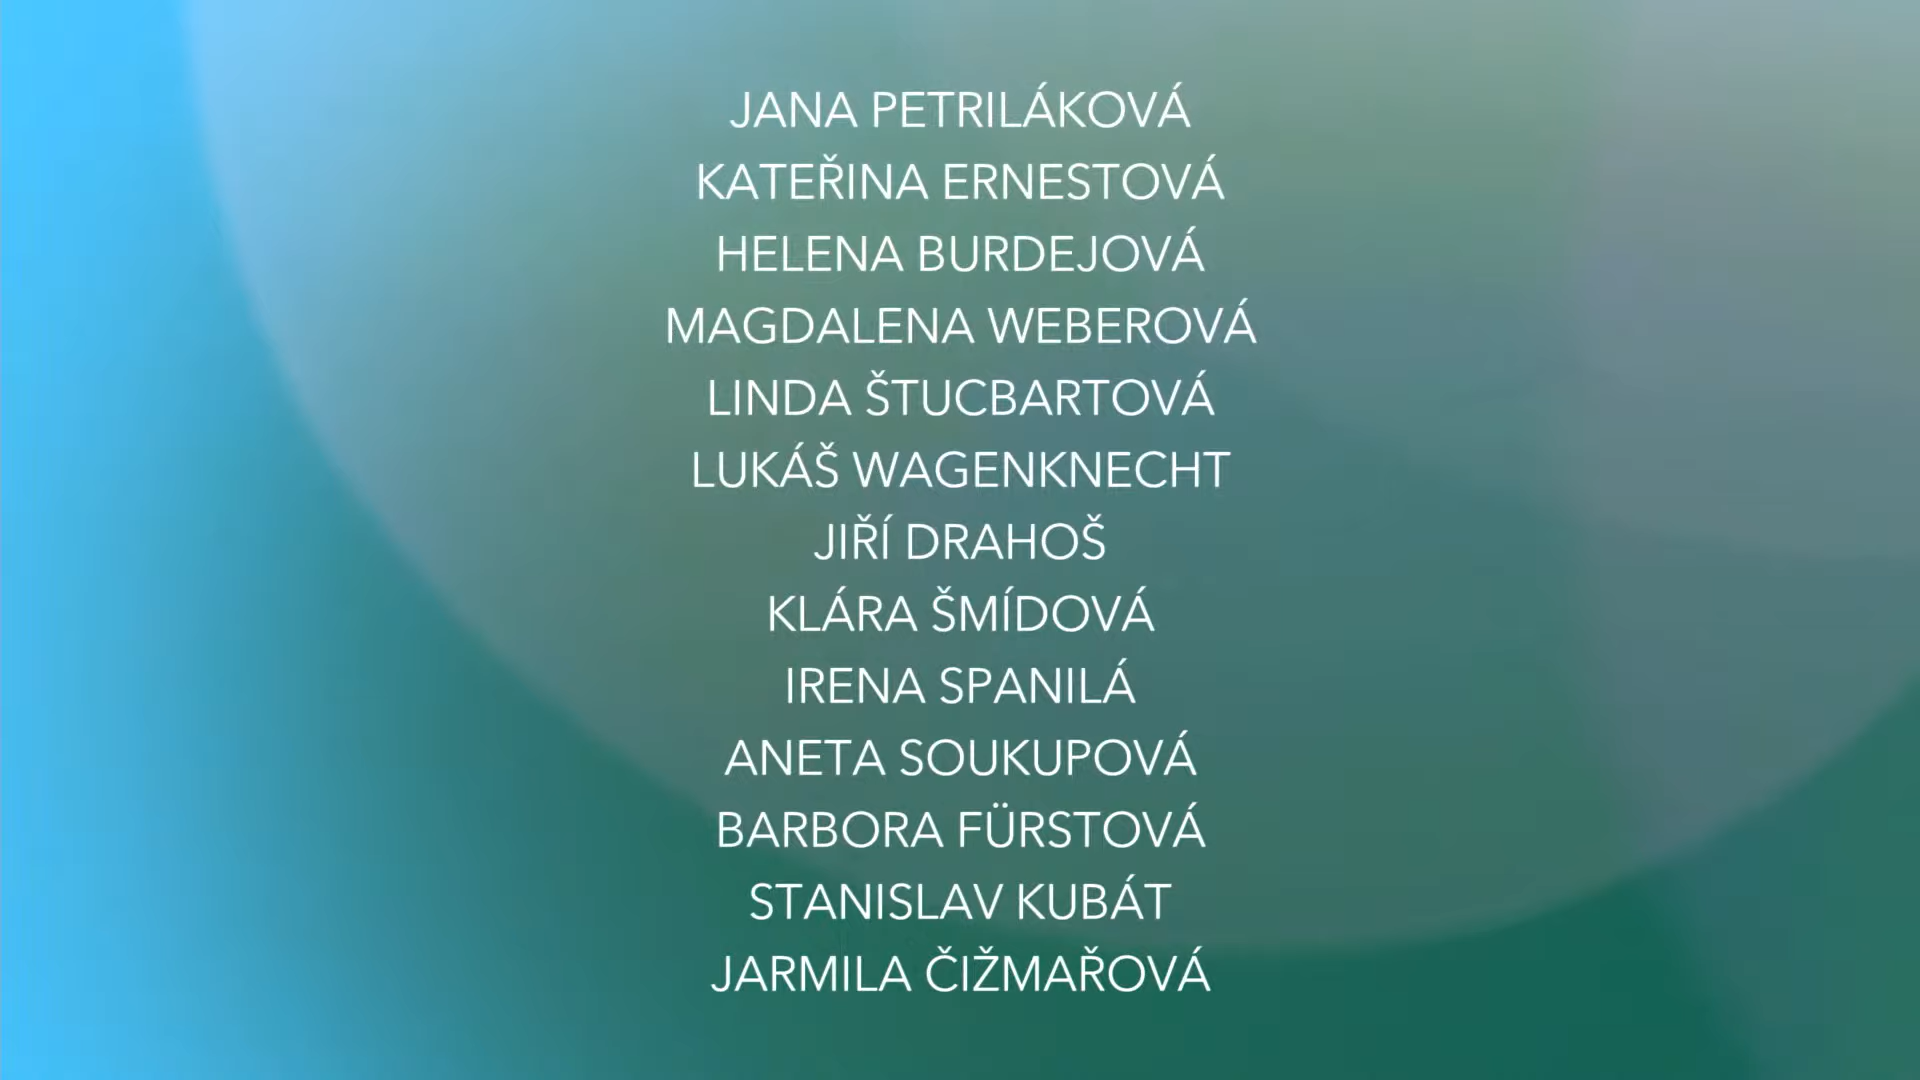 JANA PETRILÁKOVÁ
KATEŘINA ERNESTOVÁ
HELENA BURDEJOVÁ
MAGDALENA WEBEROVÁ
LINDA ŠTUCBARTOVÁ
LUKÁŠ WAGENKNECHT
JIŘÍ DRAHOŠ
KLÁRA ŠMÍDOVÁ
IRENA SPANILÁ
ANETA SOUKUPOVÁ
BARBORA FÜRSTOVÁ
STANISLAV KUBÁT
JARMILA ČIŽMAŘOVÁ